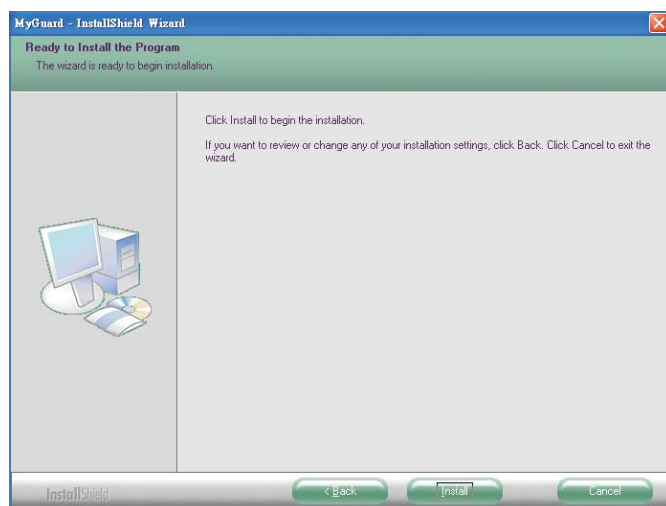 MyGuard - InstallShield Wizard
Ready to Install the Program
The wizard is ready to begin installation.
Click Install to begin the installation.
If you want to review or change any of your installation settings, click Back. Click Cancel to exit the
wizard.
InstallShield
< Back
Install
Cancel